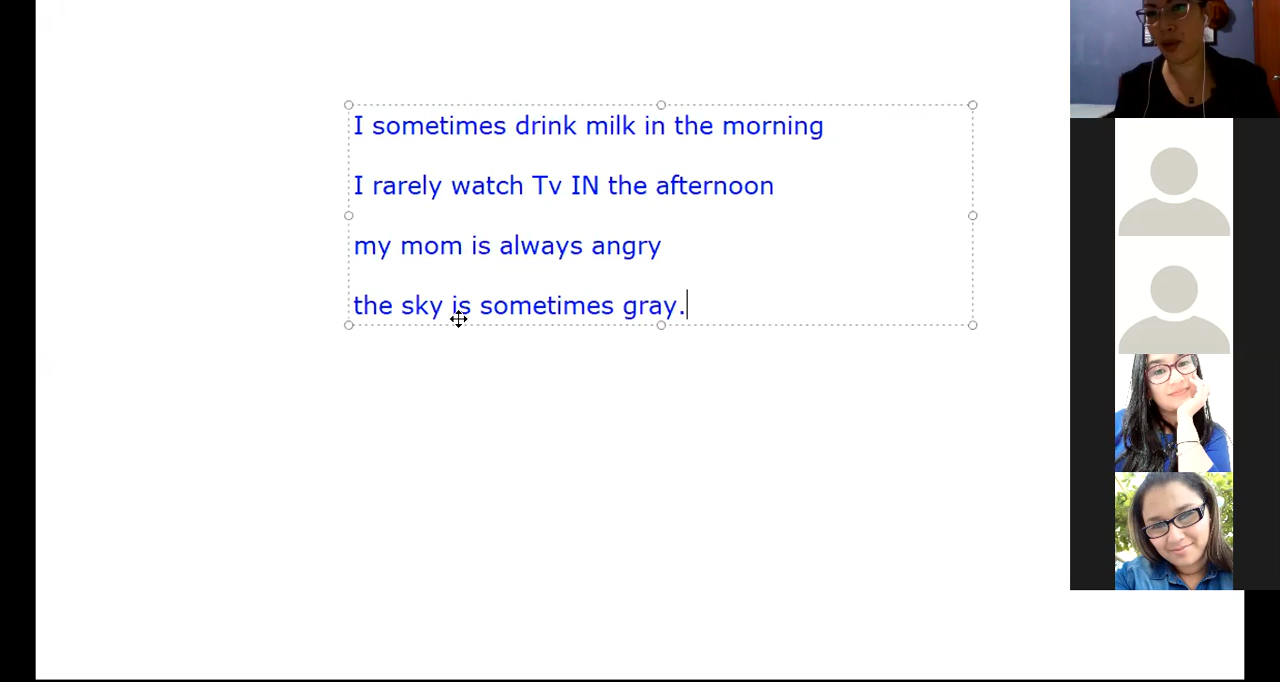 I sometimes drink milk in the morning
I rarely watch Tv IN the afternoon
my mom is always angry
the sky is sometimes gray.